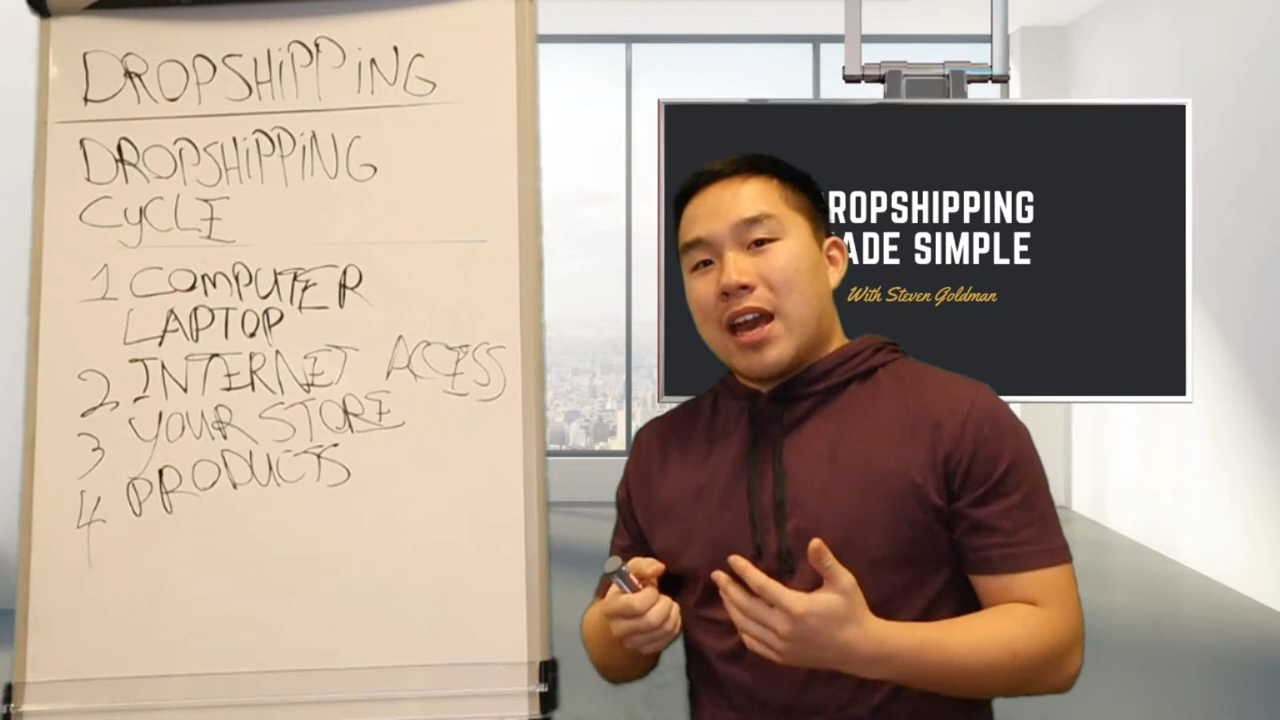 DROPSHiPPiNG
DROPSHiPPiNG
CyCLE
1 COMPUTER
LAPTOP
2 INTERNET ACCESS
3 YOUR STORE
4 PRODUCTS
ROPSHIPPING
ADE SIMPLE
With Steven Goldman